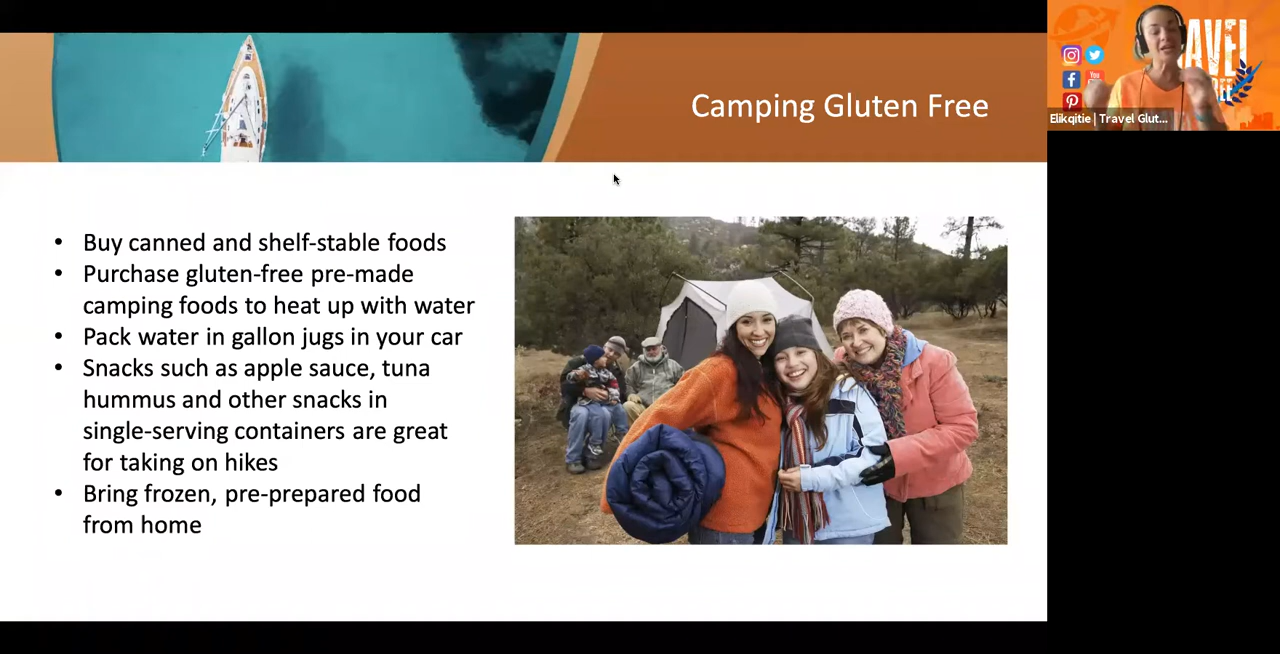 Camping Gluten Free
AVEL
EE
Elikqitie | Travel Glut...
• Buy canned and shelf-stable foods
• Purchase gluten-free pre-made
camping foods to heat up with water
• Pack water in gallon jugs in your car
• Snacks such as apple sauce, tuna
hummus and other snacks in
single-serving containers are great
for taking on hikes
• Bring frozen, pre-prepared food
from home